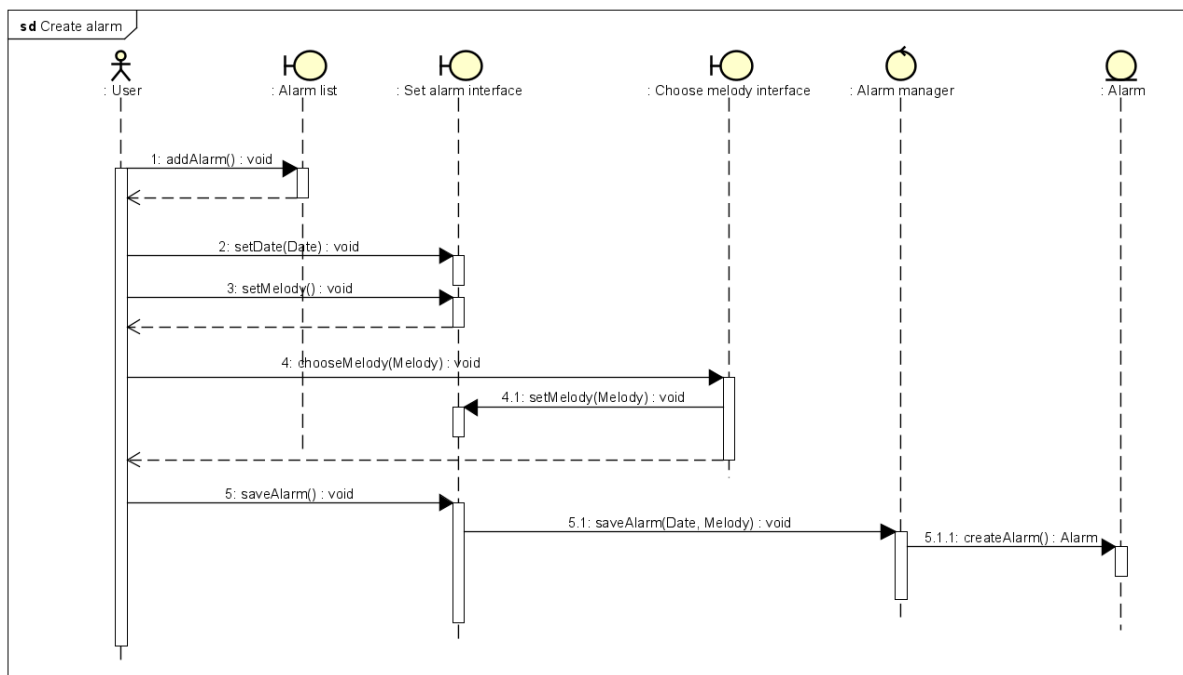 sd Create alarm
: User
: Alarm list
: Set alarm interface
: Choose melody interface
: Alarm manager
: Alarm
1: addAlarm() : void
2: setDate(Date) : void
3: setMelody() : void
4: chooseMelody(Melody) : void
4.1: setMelody(Melody) : void
5: saveAlarm() : void
5.1: saveAlarm(Date, Melody) : void
5.1.1: createAlarm() : Alarm